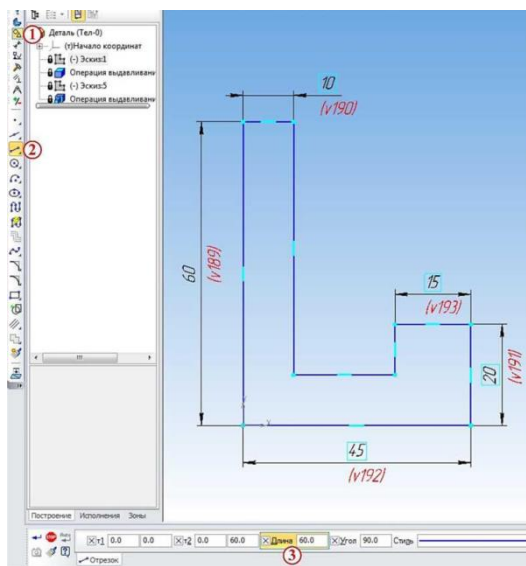 Деталь (Тел-0)
(т)Начало координат
(-) Эскиз:1
Операция выдавливани
(-) Эскиз:5
Операция выдавливани
1
2
10
(v190)
60
(v189)
15
(v193)
20
(v191)
45
(v192)
Построение Исполнения Зоны
т1 0.0 0.0 т2 0.0 60.0 Длина 60.0 Угол 90.0 Стиль
3
Отрезок